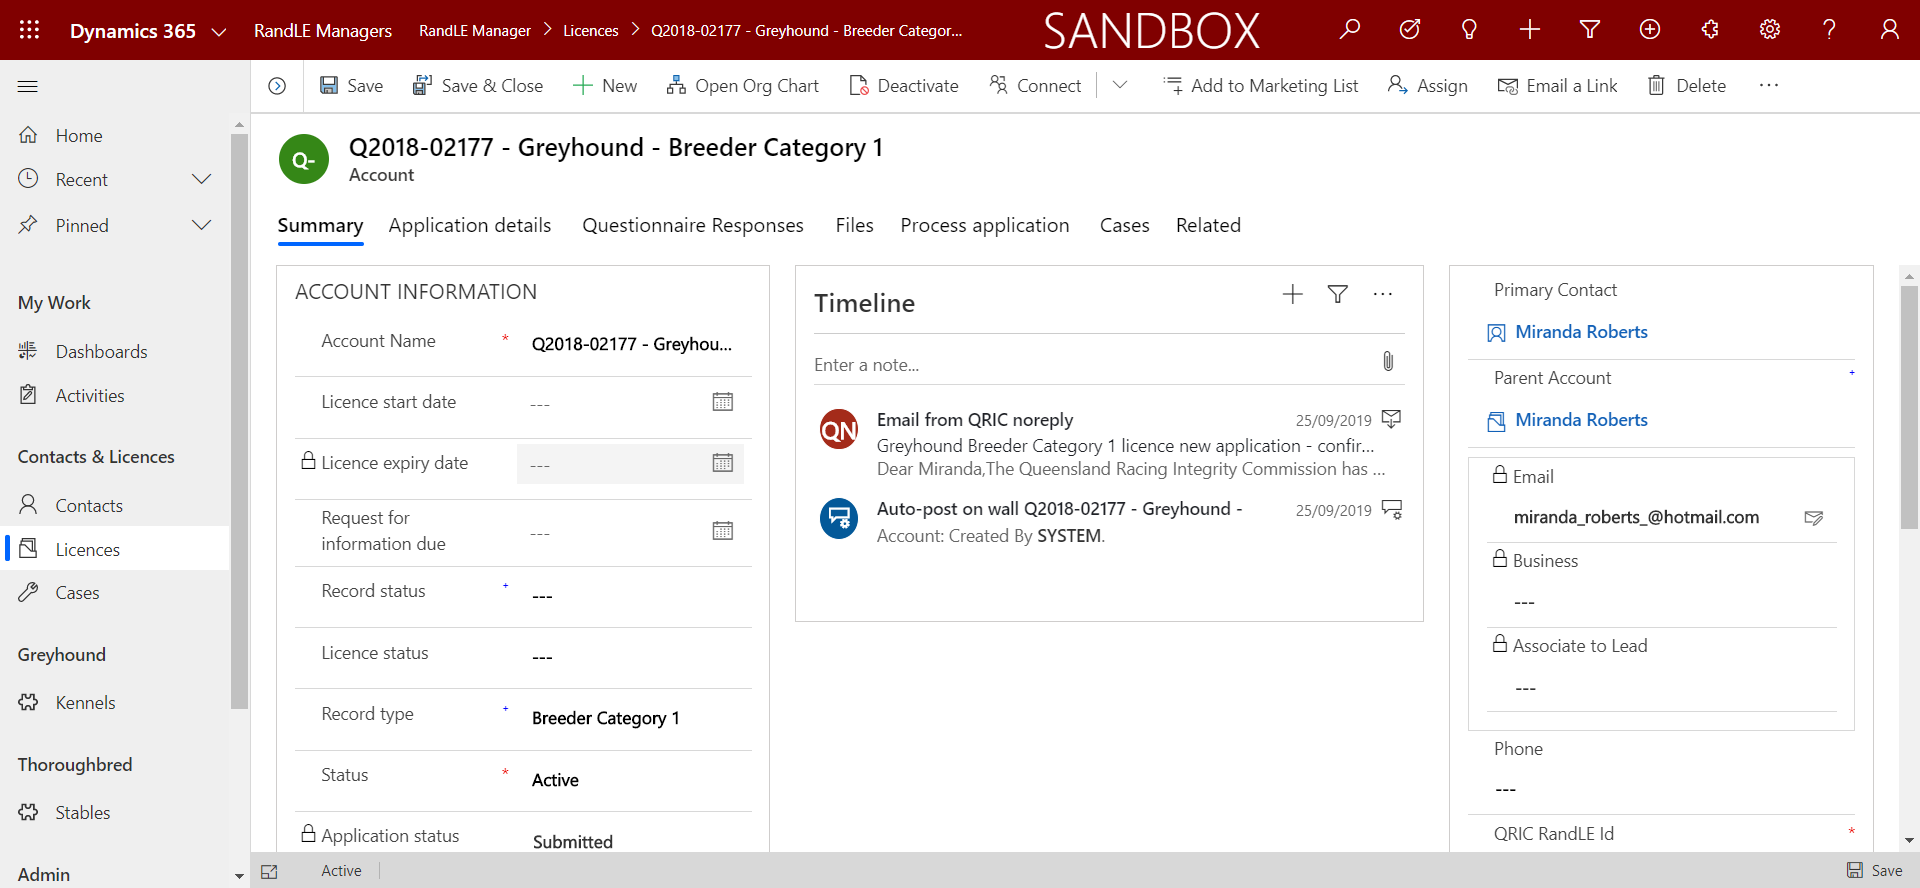 Dynamics 365
RandLE Managers
RandLE Manager
Licences
Q2018-02177 - Greyhound - Breeder Categor...
SANDBOX
Save
Save & Close
New
Open Org Chart
Deactivate
Connect
Add to Marketing List
Assign
Email a Link
Delete
Home
Recent
Pinned
My Work
Dashboards
Activities
Contacts & Licences
Contacts
Licences
Cases
Greyhound
Kennels
Thoroughbred
Stables
Admin
Q-
Q2018-02177 - Greyhound - Breeder Category 1
Account
Summary
Application details
Questionnaire Responses
Files
Process application
Cases
Related
ACCOUNT INFORMATION
Account Name * Q2018-02177 - Greyhou...
Licence start date ---
Licence expiry date ---
Request for
information due ---
Record status + ---
Licence status ---
Record type + Breeder Category 1
Status * Active
Application status Submitted
Timeline
Enter a note...
QN
Email from QRIC noreply 25/09/2019
Greyhound Breeder Category 1 licence new application - confir...
Dear Miranda,The Queensland Racing Integrity Commission has ...
Auto-post on wall Q2018-02177 - Greyhound - 25/09/2019
Account: Created By SYSTEM.
Primary Contact
Miranda Roberts
Parent Account +
Miranda Roberts
Email
miranda_roberts_@hotmail.com
Business
---
Associate to Lead
---
Phone
---
QRIC RandLE Id *
Active
Save